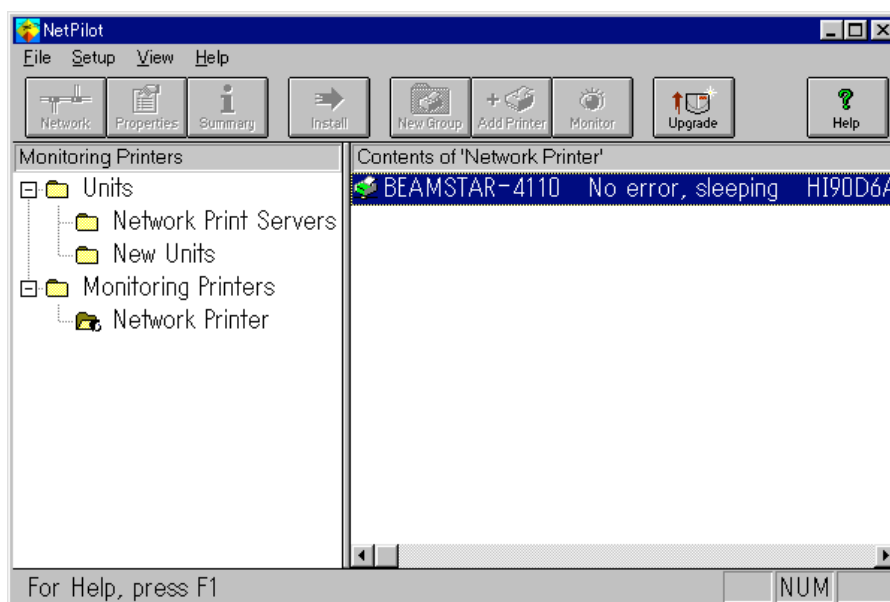 NetPilot
File Setup View Help
Network Properties Summary Install New Group Add Printer Monitor Upgrade Help
Monitoring Printers
Contents of 'Network Printer'
Units
BEAMSTAR-4110 No error, sleeping HI90D6A
Network Print Servers
New Units
Monitoring Printers
Network Printer
For Help, press F1
NUM